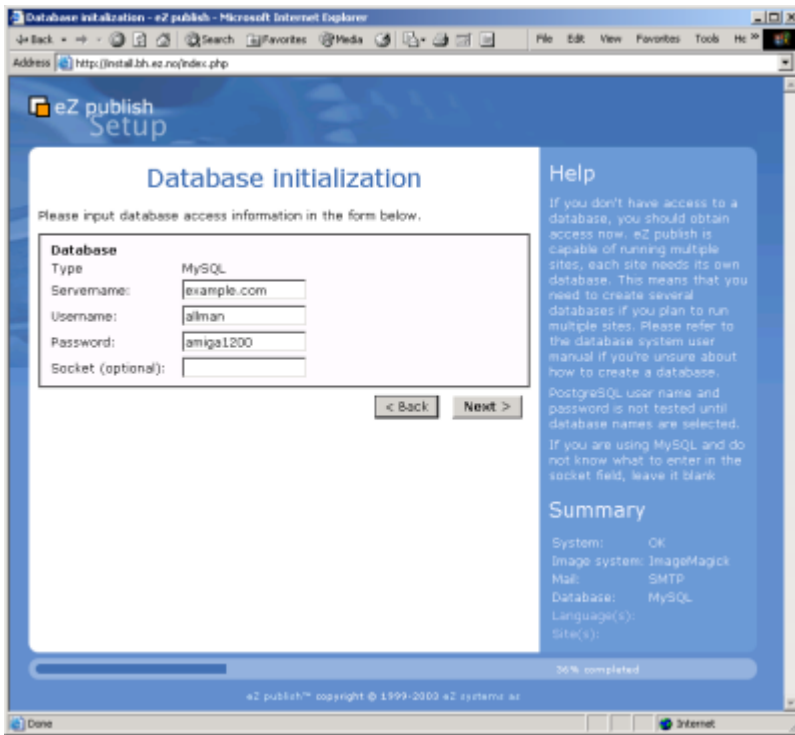 Database initalization - eZ publish - Microsoft Internet Explorer
Back
Search
Favorites
Media
File Edit View Favorites Tools He »
Address
http://install.bh.ez.no/index.php
eZ publish
Setup
Database initialization
Please input database access information in the form below.
Database
Type MySQL
Servername: example.com
Username: allman
Password: amiga1200
Socket (optional):
< Back
Next >
Help
If you don't have access to a
database, you should obtain
access now. eZ publish is
capable of running multiple
sites, each site needs its own
database. This means that you
need to create several
databases if you plan to run
multiple sites. Please refer to
the database system user
manual if you're unsure about
how to create a database.
PostgreSQL user name and
password is not tested until
database names are selected.
If you are using MySQL and do
not know what to enter in the
socket field, leave it blank
Summary
System: OK
Image system: ImageMagick
Mail: SMTP
Database: MySQL
Language(s):
Site(s):
36% completed
eZ publish™ copyright © 1999-2003 eZ systems as
Done
Internet